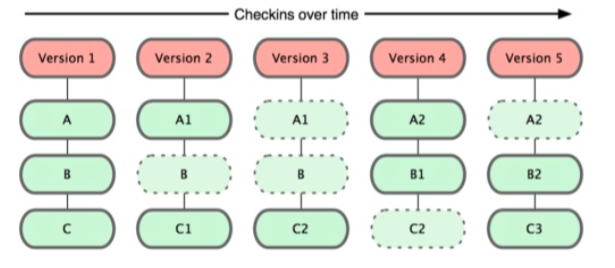 Checkins over time
Version 1 Version 2 Version 3 Version 4 Version 5
A A1 A1 A2 A2
B B B B1 B2
C C1 C2 C2 C3